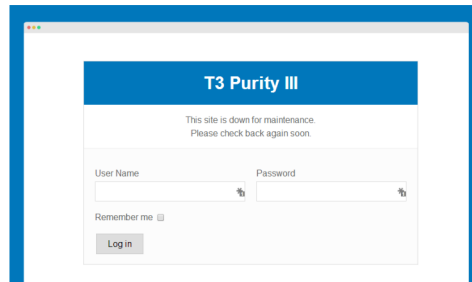 T3 Purity III
This site is down for maintenance.
Please check back again soon.
User Name
Password
Remember me
Log in